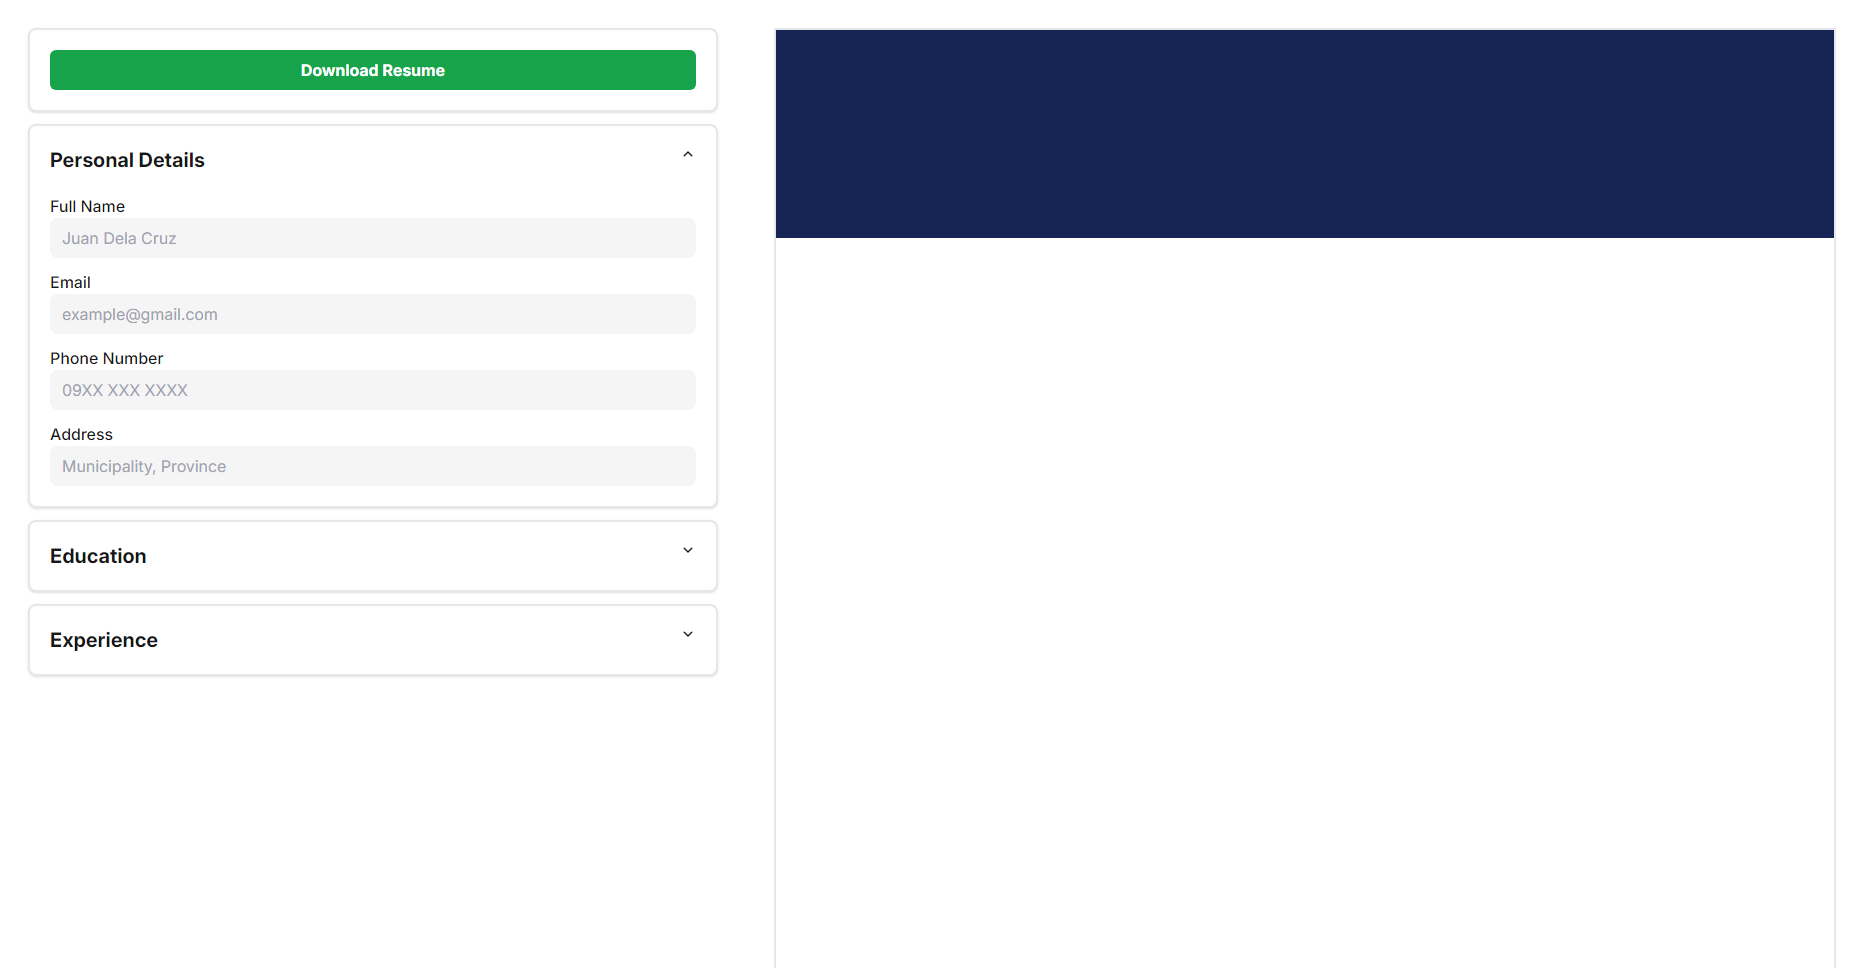 Download Resume
Personal Details
Full Name
Juan Dela Cruz
Email
example@gmail.com
Phone Number
09XX XXX XXXX
Address
Municipality, Province
Education
Experience